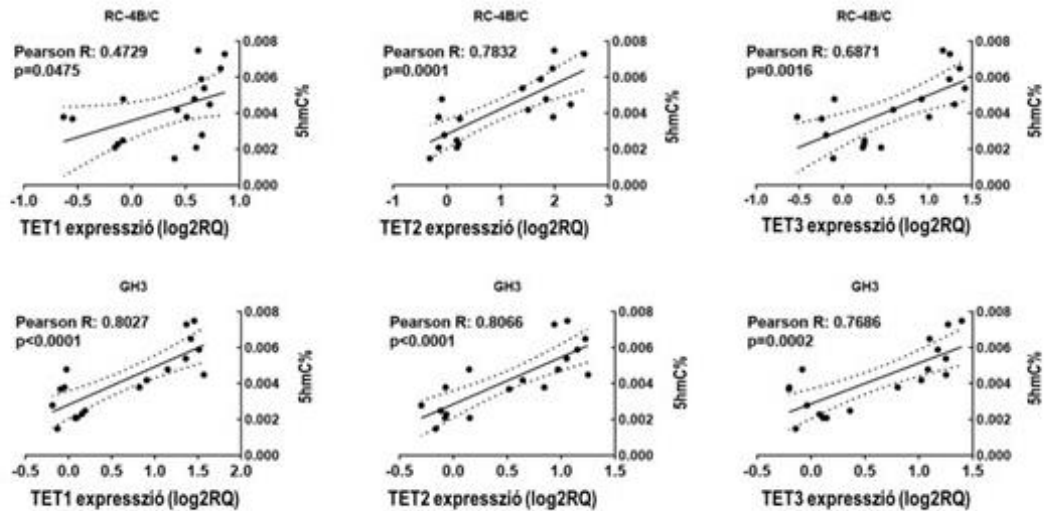 RC-4B/C
Pearson R: 0.4729
p=0.0475
0.008
0.006
0.004
0.002
0.000
5hmC%
-1.0
-0.5
0.0
0.5
1.0
TET1 expresszió (log2RQ)
RC-4B/C
Pearson R: 0.7832
p=0.0001
0.008
0.006
0.004
0.002
0.000
5hmC%
-1
0
1
2
3
TET2 expresszió (log2RQ)
RC-4B/C
Pearson R: 0.6871
p=0.0016
0.008
0.006
0.004
0.002
0.000
5hmC%
-1.0
-0.5
0.0
0.5
1.0
1.5
TET3 expresszió (log2RQ)
GH3
Pearson R: 0.8027
p<0.0001
0.008
0.006
0.004
0.002
0.000
5hmC%
-0.5
0.0
0.5
1.0
1.5
2.0
TET1 expresszió (log2RQ)
GH3
Pearson R: 0.8066
p<0.0001
0.008
0.006
0.004
0.002
0.000
5hmC%
-0.5
0.0
0.5
1.0
1.5
TET2 expresszió (log2RQ)
GH3
Pearson R: 0.7686
p=0.0002
0.008
0.006
0.004
0.002
0.000
5hmC%
-0.5
0.0
0.5
1.0
1.5
TET3 expresszió (log2RQ)